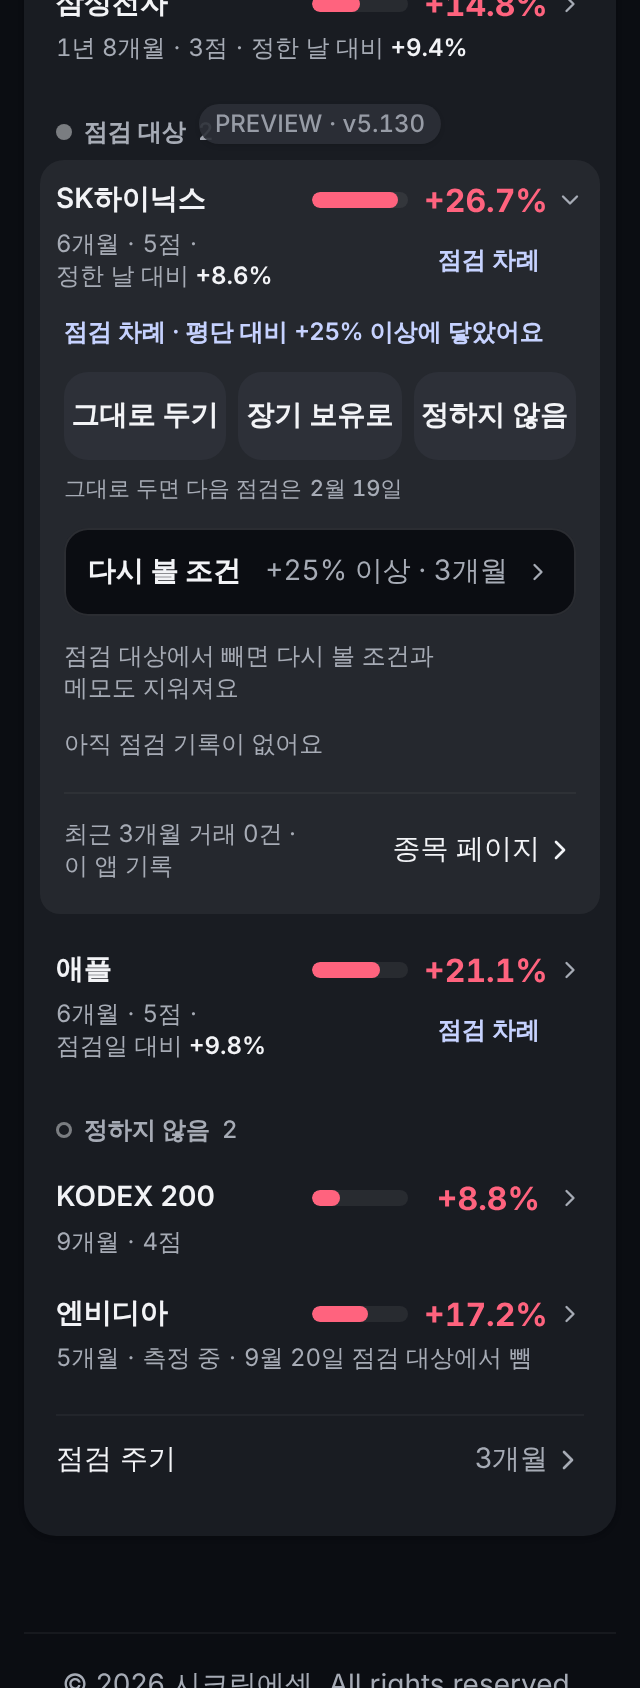 삼성전자 +14.8%
1년 8개월 · 3점 · 정한 날 대비 +9.4%
점검 대상 2
PREVIEW · v5.130
SK하이닉스 +26.7%
6개월 · 5점 ·
정한 날 대비 +8.6%
점검 차례
점검 차례 · 평단 대비 +25% 이상에 닿았어요
그대로 두기 장기 보유로 정하지 않음
그대로 두면 다음 점검은 2월 19일
다시 볼 조건 +25% 이상 · 3개월
점검 대상에서 빼면 다시 볼 조건과
메모도 지워져요
아직 점검 기록이 없어요
최근 3개월 거래 0건 ·
이 앱 기록
종목 페이지
애플 +21.1%
6개월 · 5점 ·
점검일 대비 +9.8%
점검 차례
정하지 않음 2
KODEX 200 +8.8%
9개월 · 4점
엔비디아 +17.2%
5개월 · 측정 중 · 9월 20일 점검 대상에서 뺌
점검 주기 3개월
© 2026 시크릿에셋. All rights reserved